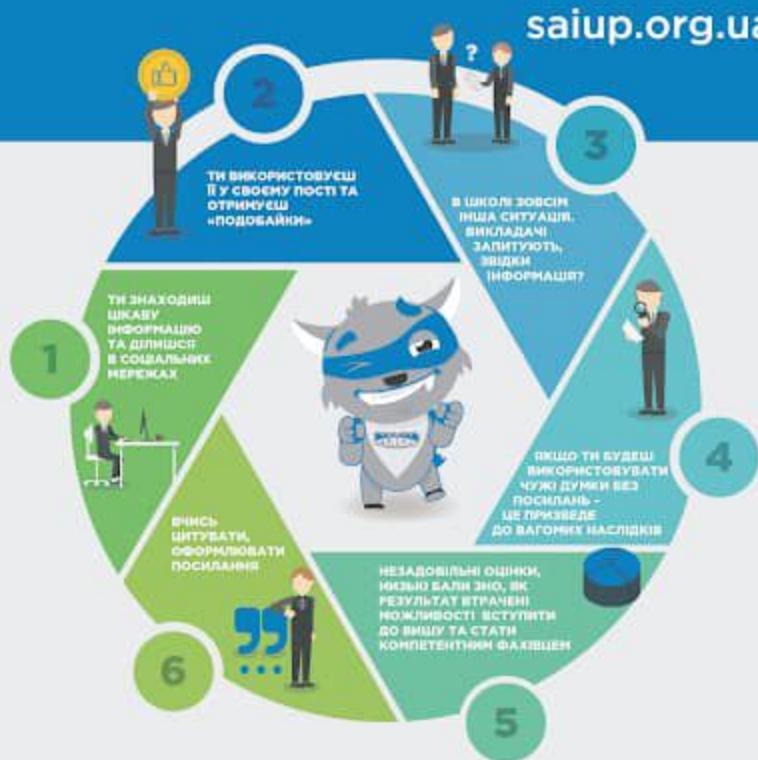 saiup.org.ua
2
ТИ ВИКОРИСТОВУЄШ
ЇЇ У СВОЄМУ ПОСТІ ТА
ОТРИМУЄШ
«ПОДОБАЙКИ»
?
3
В ШКОЛІ ЗОВСІМ
ІНША СИТУАЦІЯ.
ВИКЛАДАЧІ
ЗАПИТУЮТЬ,
ЗВІДКИ
ІНФОРМАЦІЯ?
1
ТИ ЗНАХОДИШ
ЦІКАВУ
ІНФОРМАЦІЮ
ТА ДІЛИШСЯ
В СОЦІАЛЬНИХ
МЕРЕЖАХ
4
ЯКЩО ТИ БУДЕШ
ВИКОРИСТОВУВАТИ
ЧУЖІ ДУМКИ БЕЗ
ПОСИЛАНЬ –
ЦЕ ПРИЗВЕДЕ
ДО ВАГОМИХ НАСЛІДКІВ
ВЧИСЬ
ЦИТУВАТИ,
ОФОРМЛЮВАТИ
ПОСИЛАННЯ
6
НЕЗАДОВІЛЬНІ ОЦІНКИ,
НИЗЬКІ БАЛИ ЗНО, ЯК
РЕЗУЛЬТАТ ВТРАЧЕНІ
МОЖЛИВОСТІ ВСТУПИТИ
ДО ВИШУ ТА СТАТИ
КОМПЕТЕНТНИМ ФАХІВЦЕМ
5